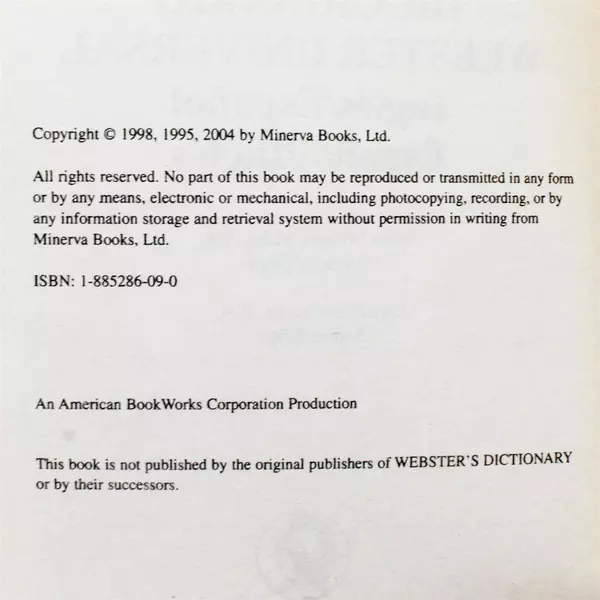 Copyright © 1998, 1995, 2004 by Minerva Books, Ltd.
All rights reserved. No part of this book may be reproduced or transmitted in any form
or by any means, electronic or mechanical, including photocopying, recording, or by
any information storage and retrieval system without permission in writing from
Minerva Books, Ltd.
ISBN: 1-885286-09-0
An American BookWorks Corporation Production
This book is not published by the original publishers of WEBSTER'S DICTIONARY
or by their successors.